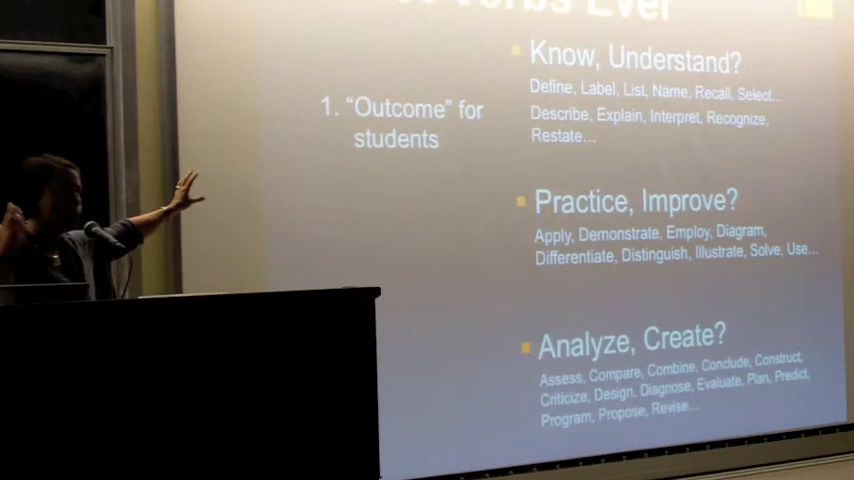 Verbs Ever
1. “Outcome” for
students
Know, Understand?
Define, Label, List, Name, Recall, Select...
Describe, Explain, Interpret, Recognize,
Restate...
Practice, Improve?
Apply, Demonstrate, Employ, Diagram,
Differentiate, Distinguish, Illustrate, Solve, Use...
Analyze, Create?
Assess, Compare, Combine, Conclude, Construct,
Criticize, Design, Diagnose, Evaluate, Plan, Predict,
Program, Propose, Revise...